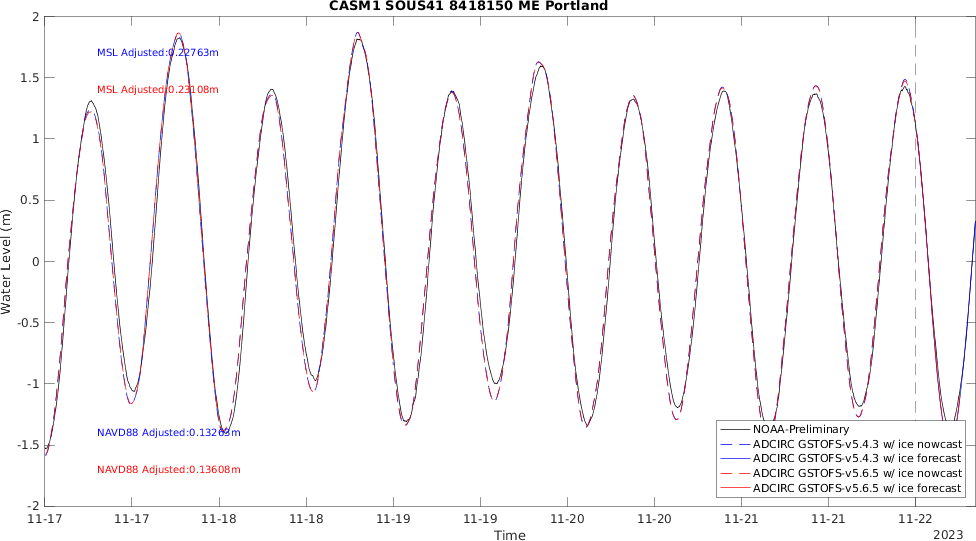 CASM1 SOUS41 8418150 ME Portland
2
1.5
1
0.5
0
-0.5
-1
-1.5
-2
Water Level (m)
MSL Adjusted:0.22763m
MSL Adjusted:0.23108m
NAVD88 Adjusted:0.13263m
NAVD88 Adjusted:0.13608m
NOAA-Preliminary
ADCIRC GSTOFS-v5.4.3 w/ ice nowcast
ADCIRC GSTOFS-v5.4.3 w/ ice forecast
ADCIRC GSTOFS-v5.6.5 w/ ice nowcast
ADCIRC GSTOFS-v5.6.5 w/ ice forecast
11-17 11-17 11-18 11-18 11-19 11-19 11-20 11-20 11-21 11-21 11-22
Time
2023